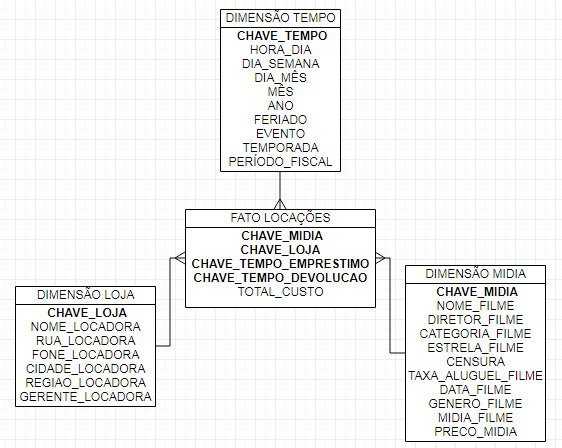 DIMENSÃO TEMPO
CHAVE_TEMPO
HORA_DIA
DIA_SEMANA
DIA_MÊS
MÊS
ANO
FERIADO
EVENTO
TEMPORADA
PERÍODO_FISCAL
FATO LOCAÇÕES
CHAVE_MIDIA
CHAVE_LOJA
CHAVE_TEMPO_EMPRESTIMO
CHAVE_TEMPO_DEVOLUCAO
TOTAL_CUSTO
DIMENSÃO LOJA
CHAVE_LOJA
NOME_LOCADORA
RUA_LOCADORA
FONE_LOCADORA
CIDADE_LOCADORA
REGIAO_LOCADORA
GERENTE_LOCADORA
DIMENSÃO MIDIA
CHAVE_MIDIA
NOME_FILME
DIRETOR_FILME
CATEGORIA_FILME
ESTRELA_FILME
CENSURA
TAXA_ALUGUEL_FILME
DATA_FILME
GENERO_FILME
MIDIA_FILME
PRECO_MIDIA